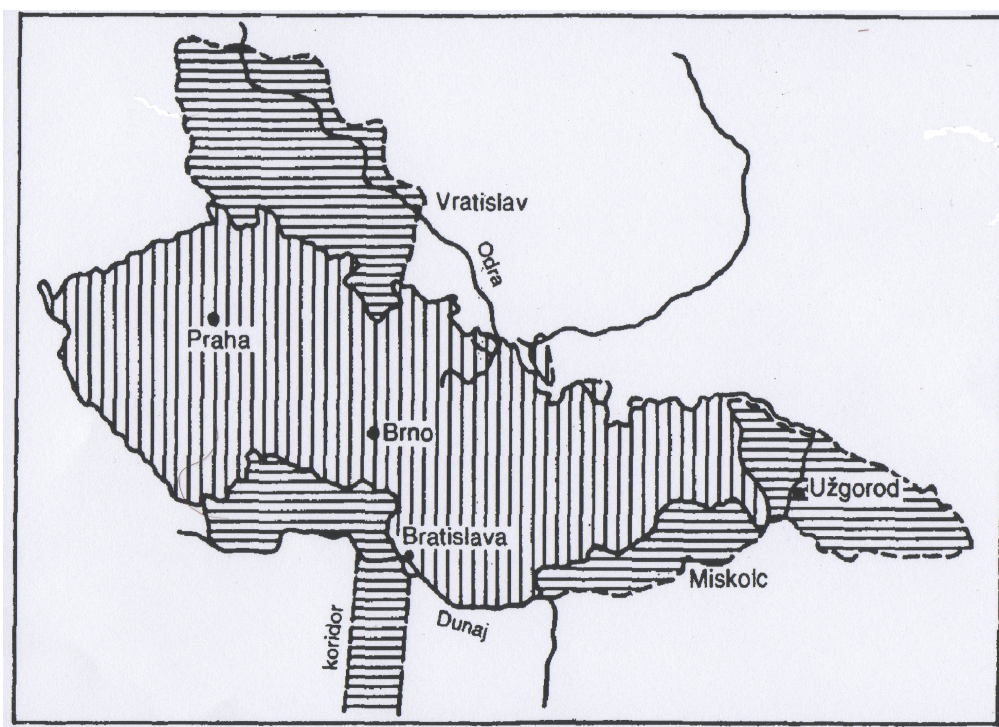 Vratislav
Odra
Praha
Brno
Užgorod
Bratislava
Miskolc
Dunaj
koridor